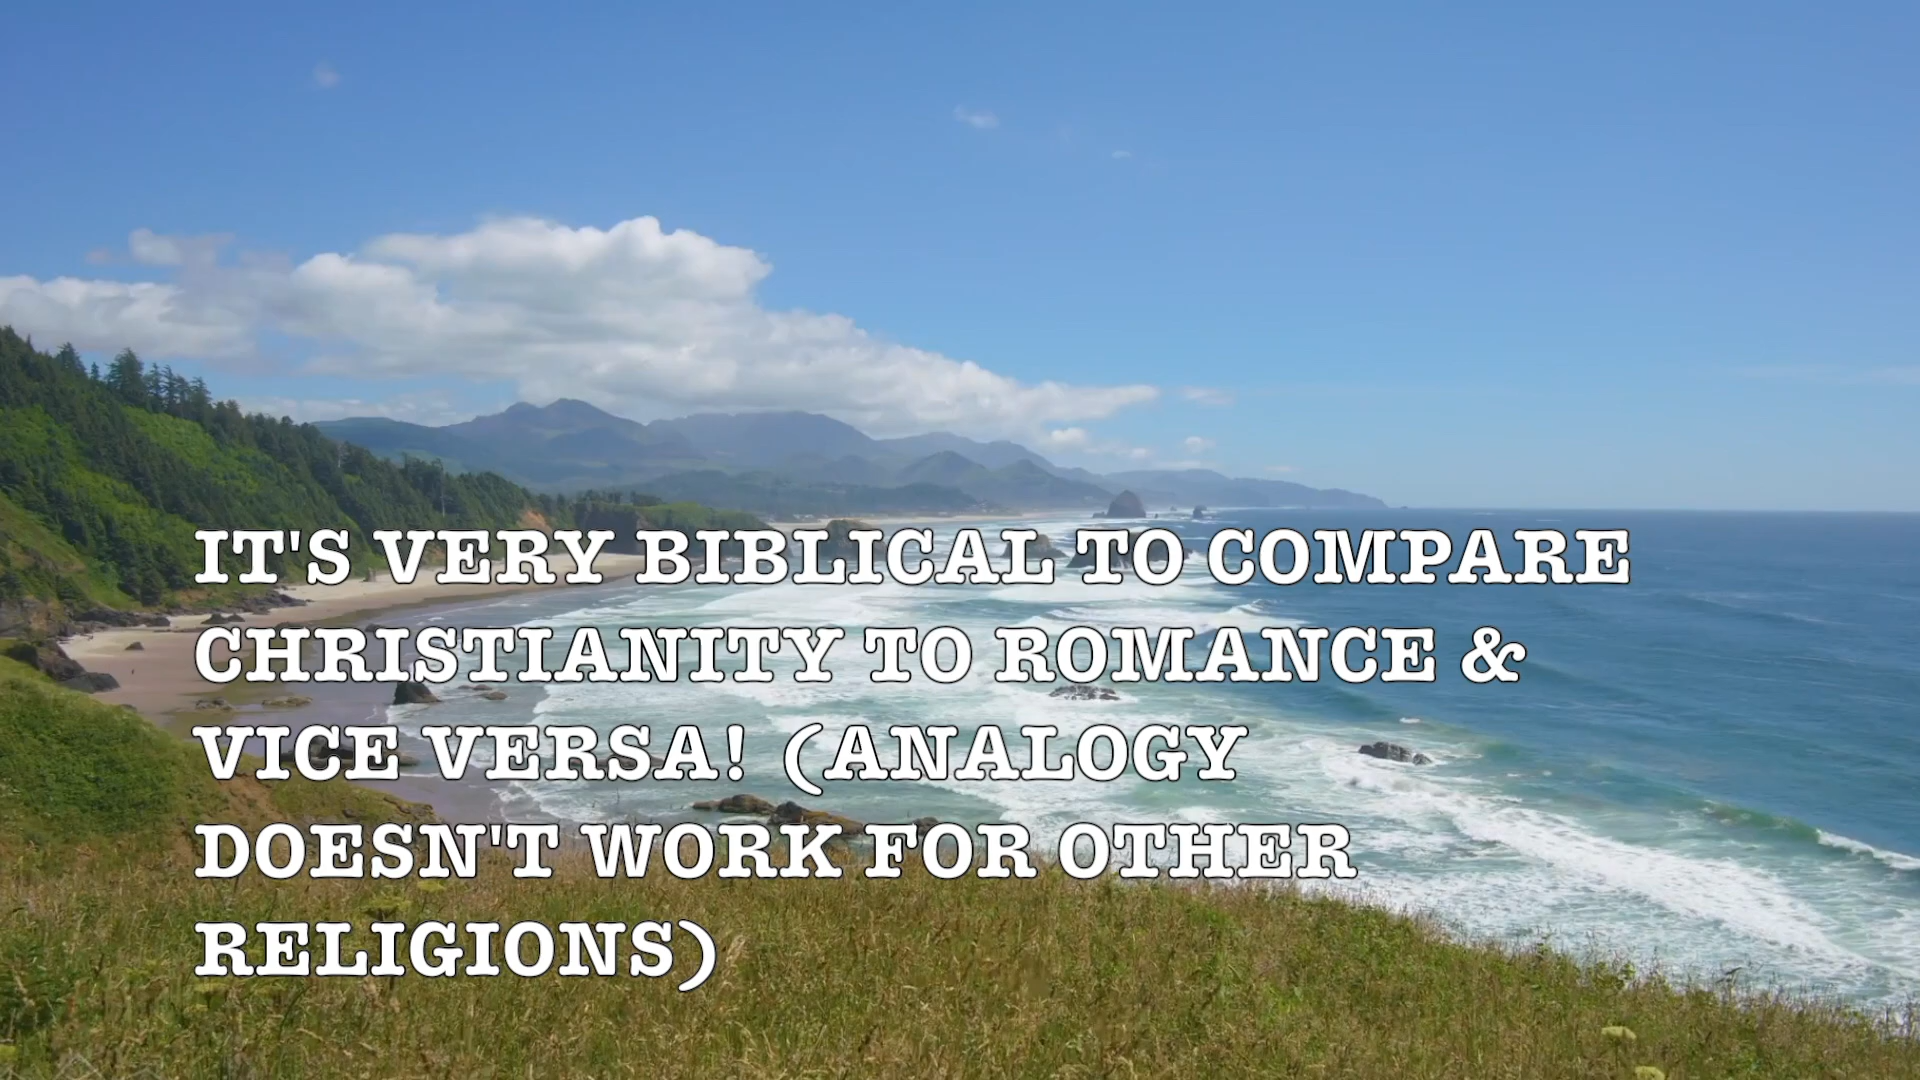 IT'S VERY BIBLICAL TO COMPARE
CHRISTIANITY TO ROMANCE &
VICE VERSA! (ANALOGY
DOESN'T WORK FOR OTHER
RELIGIONS)